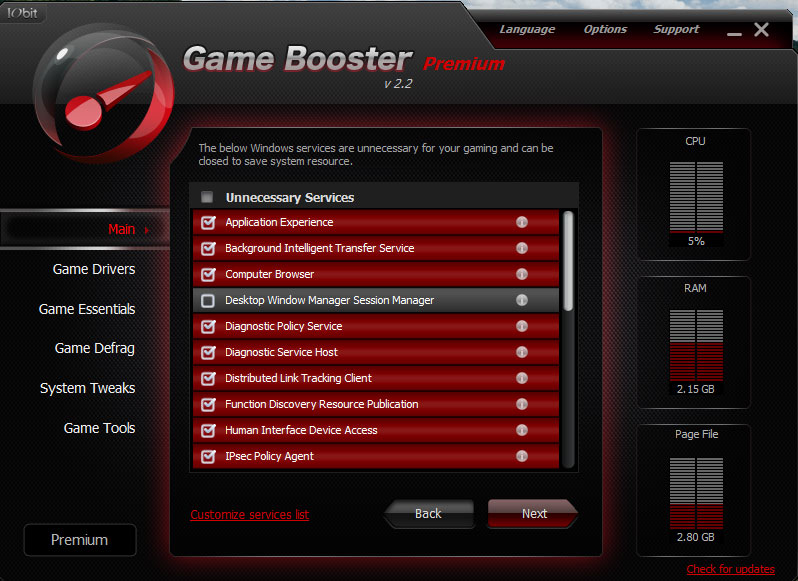 IObit
Language
Options
Support
Game Booster Premium
v 2.2
The below Windows services are unnecessary for your gaming and can be
closed to save system resource.
Unnecessary Services
Application Experience
Background Intelligent Transfer Service
Computer Browser
Desktop Window Manager Session Manager
Diagnostic Policy Service
Diagnostic Service Host
Distributed Link Tracking Client
Function Discovery Resource Publication
Human Interface Device Access
IPsec Policy Agent
Customize services list
Back
Next
Main
Game Drivers
Game Essentials
Game Defrag
System Tweaks
Game Tools
Premium
CPU
5%
RAM
2.15 GB
Page File
2.80 GB
Check for updates